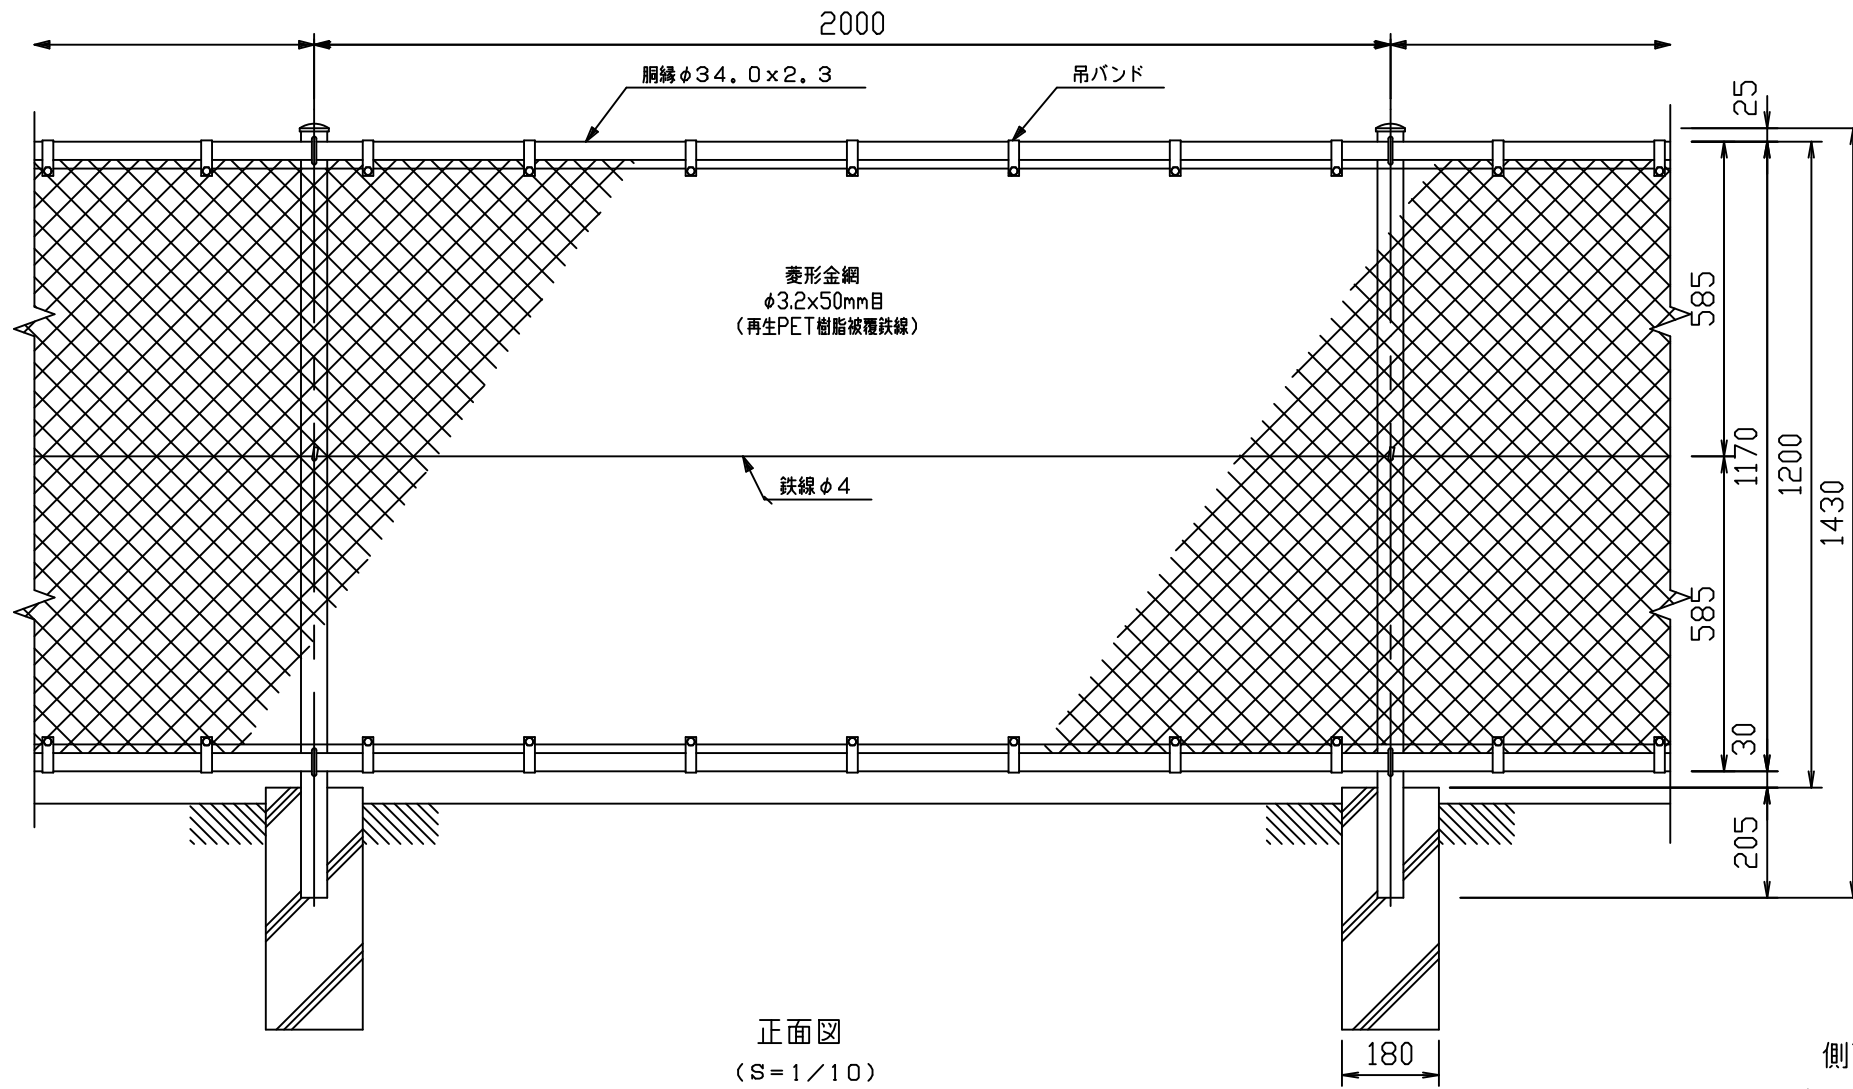 2000
胴縁φ34.0x2.3
吊バンド
25
菱形金網
φ3.2x50mm目
(再生PET樹脂被覆鉄線)
585
1170
1200
1430
鉄線φ4
585
30
205
正面図
(S=1/10)
180
側